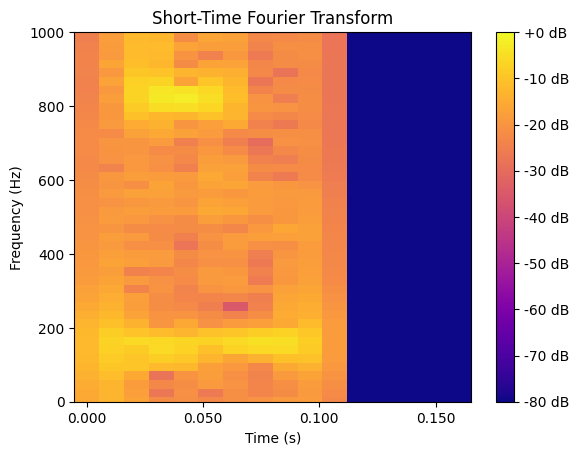 Short-Time Fourier Transform
1000
800
600
400
200
0
Frequency (Hz)
0.000
0.050
0.100
0.150
Time (s)
+0 dB
-10 dB
-20 dB
-30 dB
-40 dB
-50 dB
-60 dB
-70 dB
-80 dB